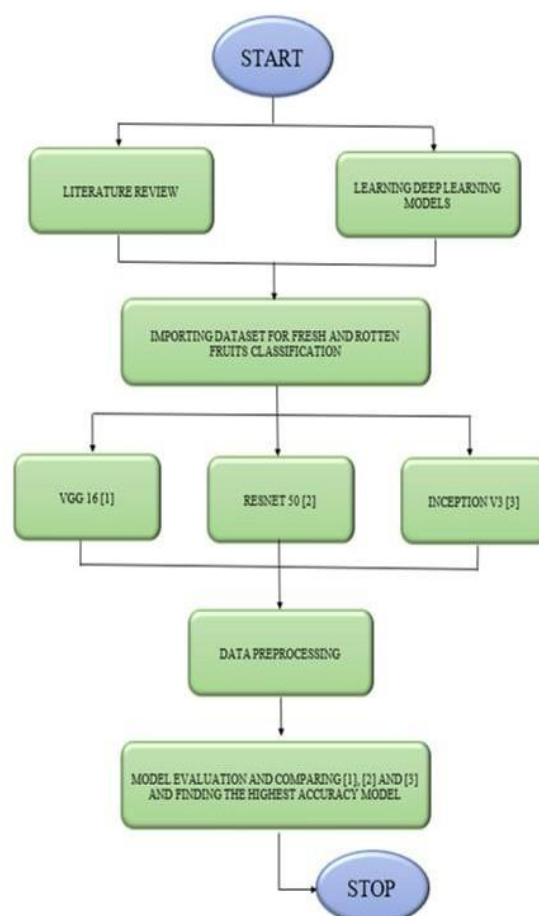 START
LITERATURE REVIEW
LEARNING DEEP LEARNING
MODELS
IMPORTING DATASET FOR FRESH AND ROTTEN
FRUITS CLASSIFICATION
VGG 16 [1]
RESNET 50 [2]
INCEPTION V3 [3]
DATA PREPROCESSING
MODEL EVALUATION AND COMPARING [1], [2] AND [3]
AND FINDING THE HIGHEST ACCURACY MODEL
STOP